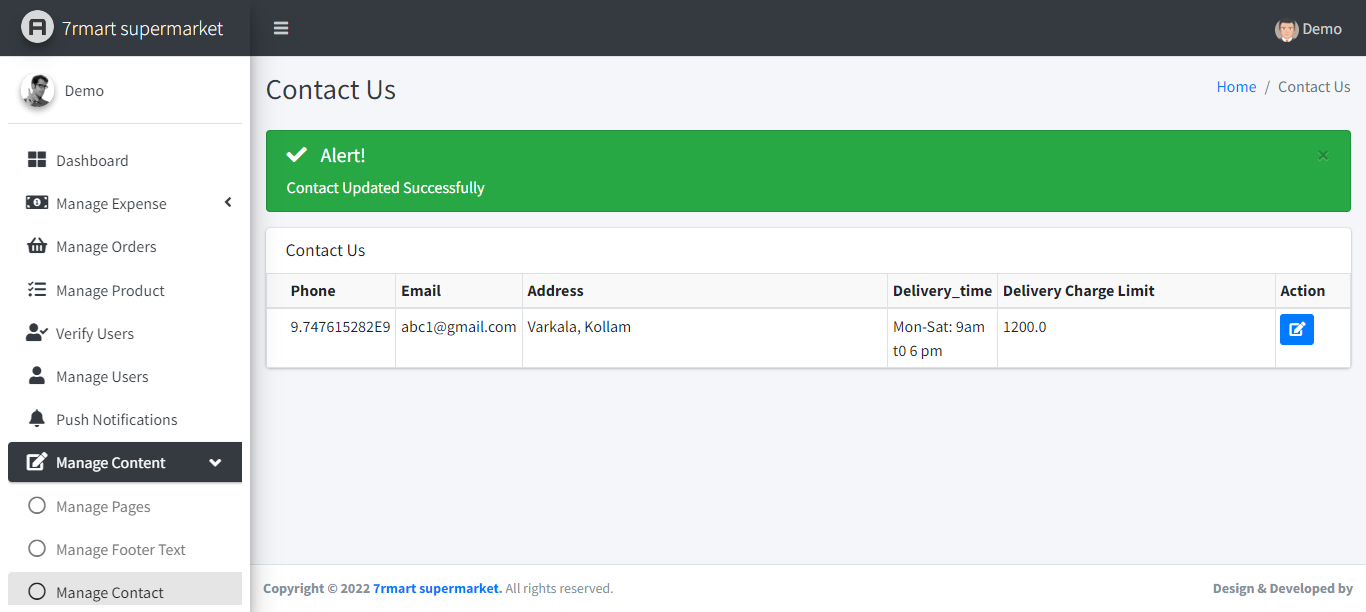 7rmart supermarket
Demo
Demo
Dashboard
Manage Expense
Manage Orders
Manage Product
Verify Users
Manage Users
Push Notifications
Manage Content
Manage Pages
Manage Footer Text
Manage Contact
Contact Us
Home / Contact Us
Alert!
×
Contact Updated Successfully
Contact Us
Phone Email Address Delivery_time Delivery Charge Limit Action
9.747615282E9 abc1@gmail.com Varkala, Kollam Mon-Sat: 9am 1200.0
t0 6 pm
Copyright © 2022 7rmart supermarket. All rights reserved. Design & Developed by